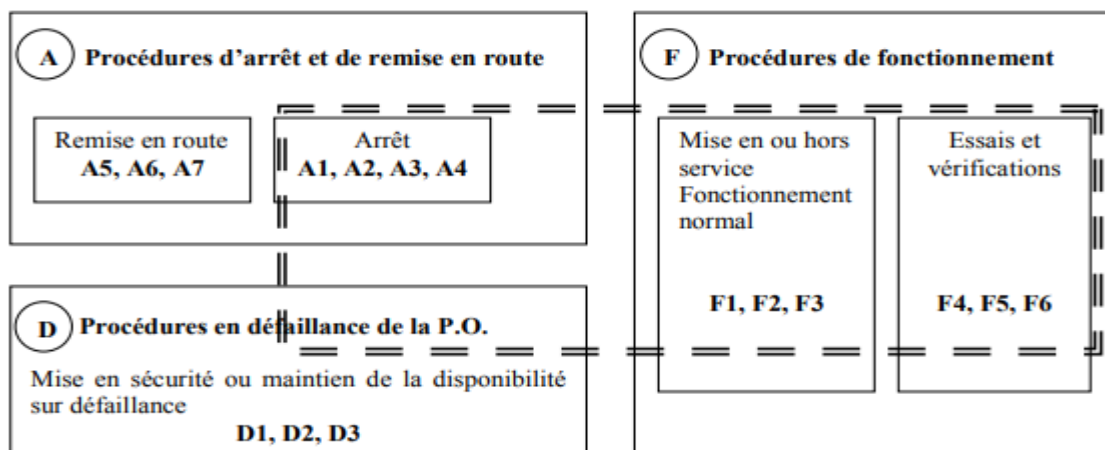 A Procédures d'arrêt et de remise en route
Remise en route
A5, A6, A7
Arrêt
A1, A2, A3, A4
D Procédures en défaillance de la P.O.
Mise en sécurité ou maintien de la disponibilité
sur défaillance
D1, D2, D3
F Procédures de fonctionnement
Mise en ou hors
service
Fonctionnement
normal
F1, F2, F3
Essais et
vérifications
F4, F5, F6